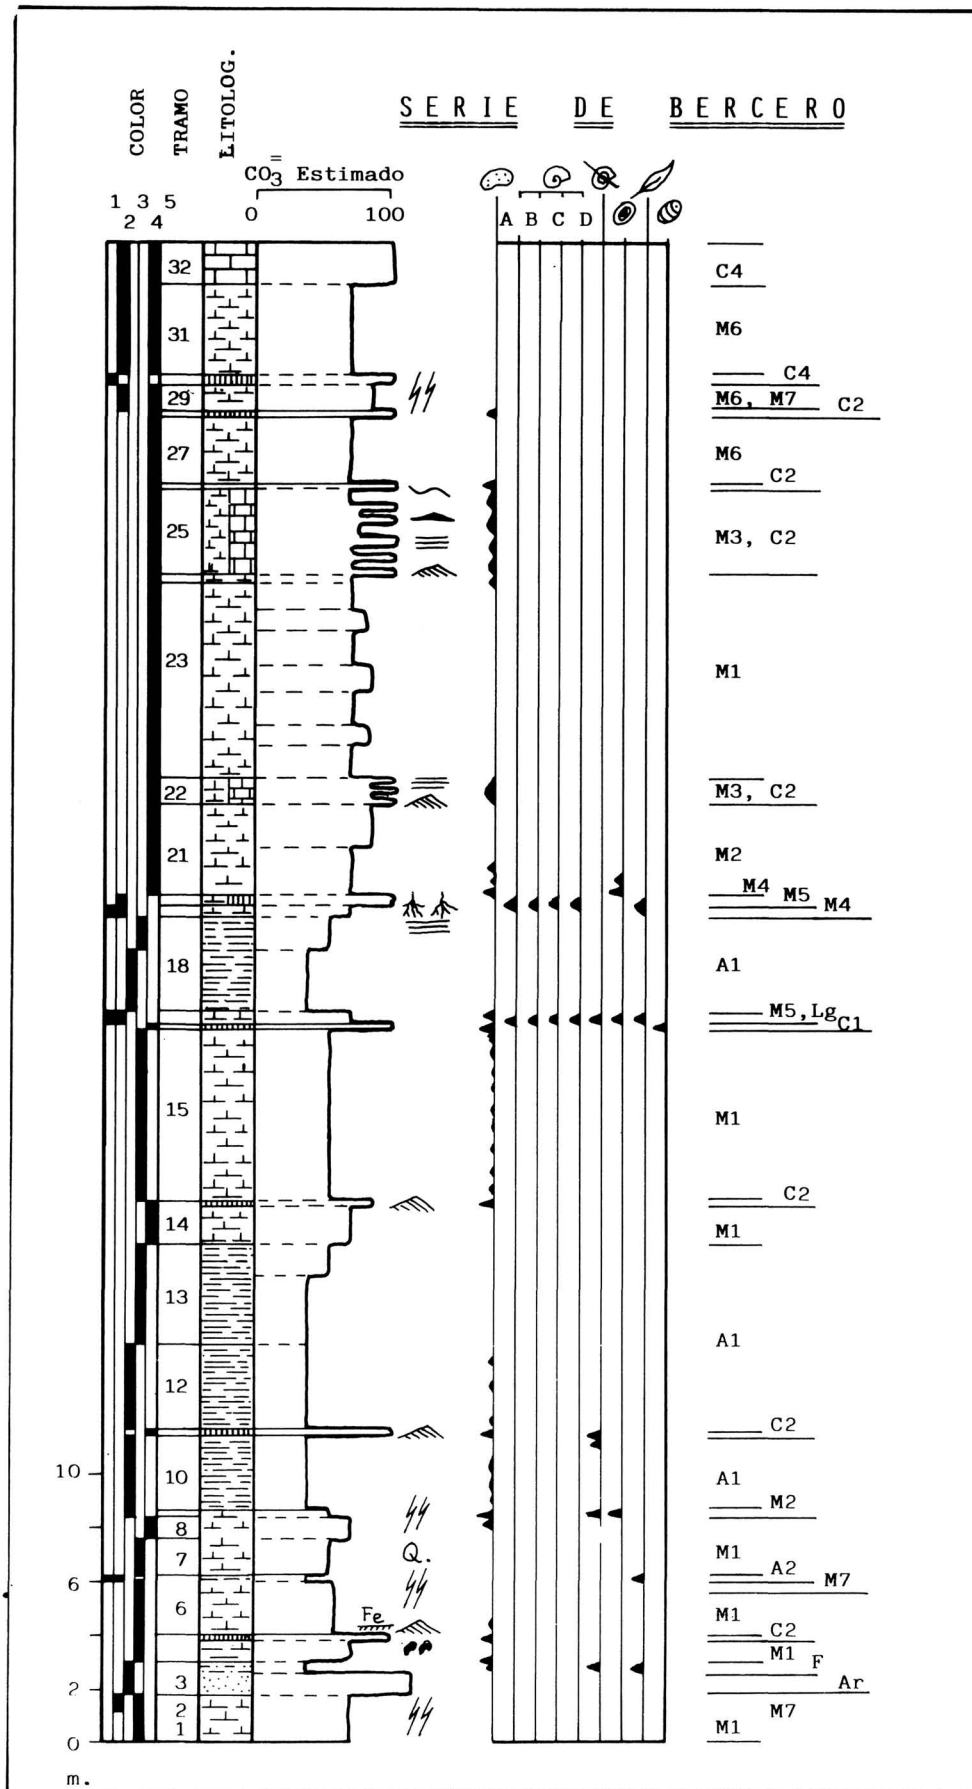 SERIE DE BERCERO
COLOR
TRAMO
LITOLOG.
CO3= Estimado
0 100
1 3 5
2 4
A B C D
32
C4
31
M6
C4
29
M6, M7
C2
27
M6
C2
25
M3, C2
23
M1
22
M3, C2
21
M2
M4
M5
M4
18
A1
M5,Lg
C1
15
M1
C2
14
M1
13
A1
12
C2
10
10
A1
M2
8
Q.
7
M1
A2
6
M7
6
Fe
M1
C2
M1
F
3
2
Ar
2
M7
1
M1
0
m.